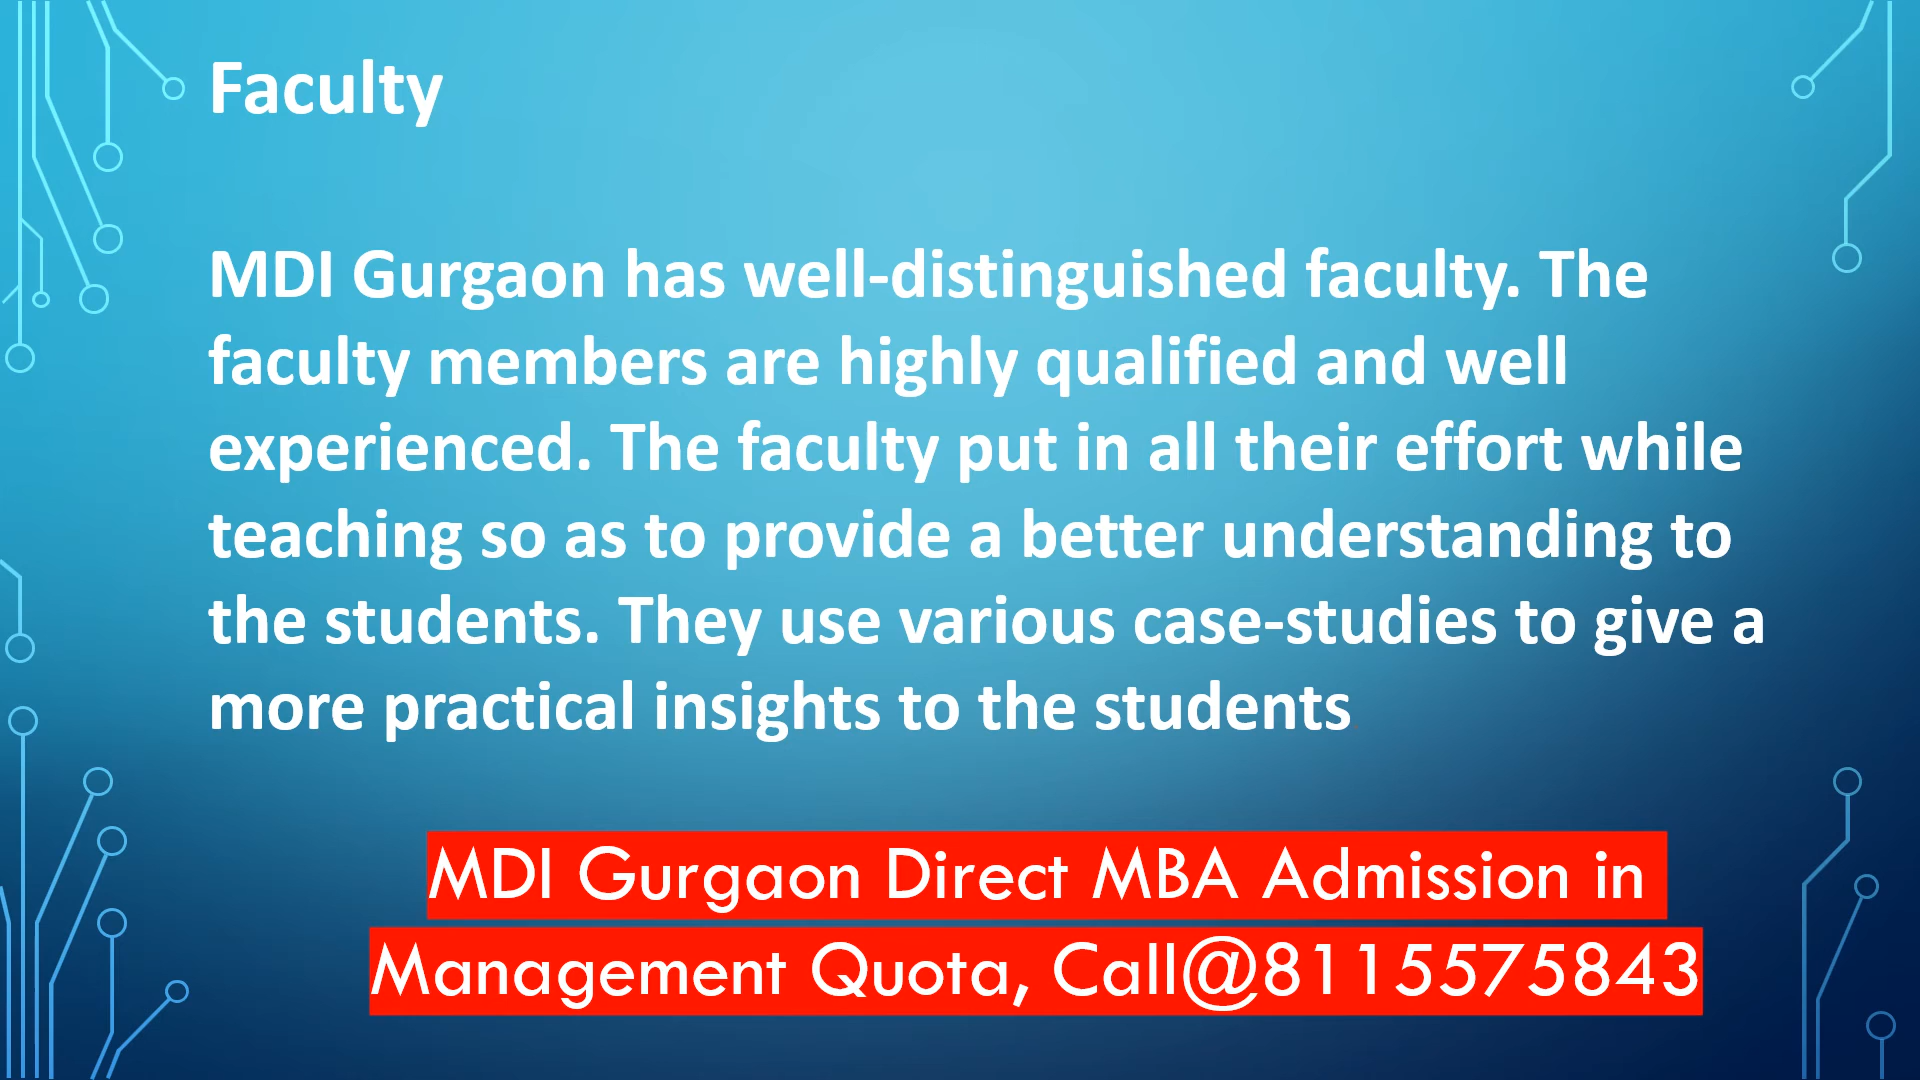 Faculty
MDI Gurgaon has well-distinguished faculty. The
faculty members are highly qualified and well
experienced. The faculty put in all their effort while
teaching so as to provide a better understanding to
the students. They use various case-studies to give a
more practical insights to the students
MDI Gurgaon Direct MBA Admission in
Management Quota, Call@8115575843